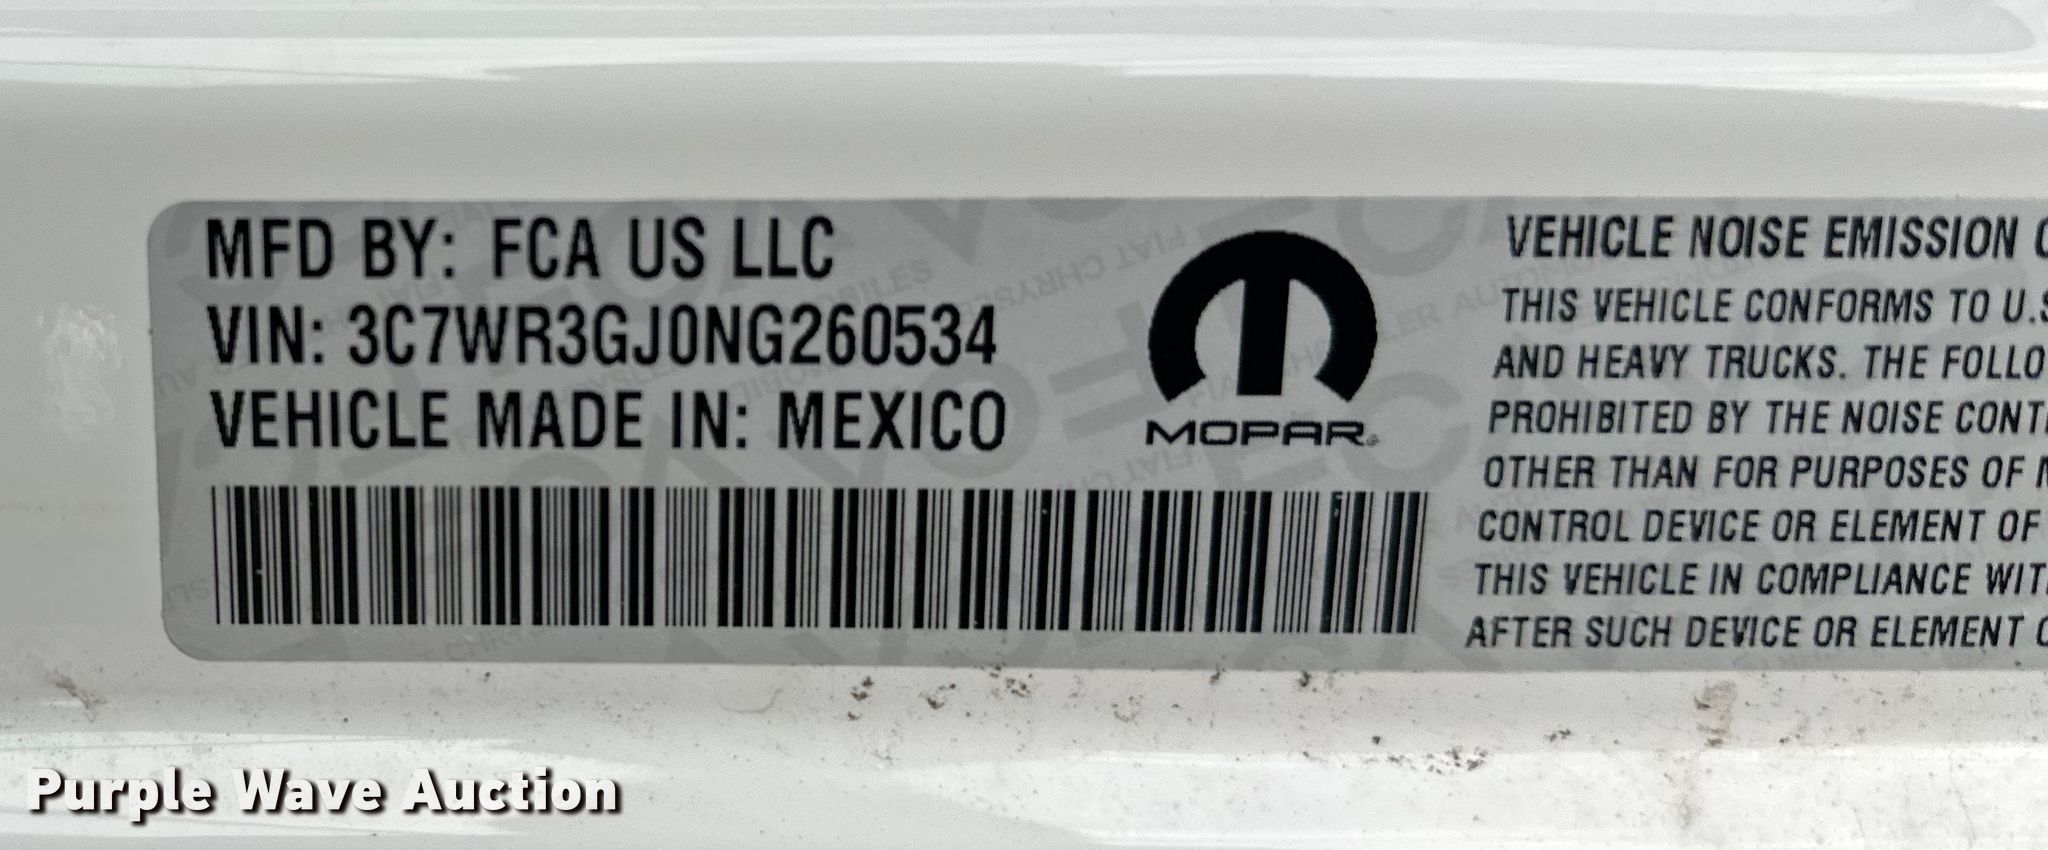 MFD BY: FCA US LLC
VIN: 3C7WR3GJ0NG260534
VEHICLE MADE IN: MEXICO
MOPAR
VEHICLE NOISE EMISSION
THIS VEHICLE CONFORMS TO U.S
AND HEAVY TRUCKS. THE FOLLO
PROHIBITED BY THE NOISE CONT
OTHER THAN FOR PURPOSES OF
CONTROL DEVICE OR ELEMENT OF
THIS VEHICLE IN COMPLIANCE WIT
AFTER SUCH DEVICE OR ELEMENT
Purple Wave Auction